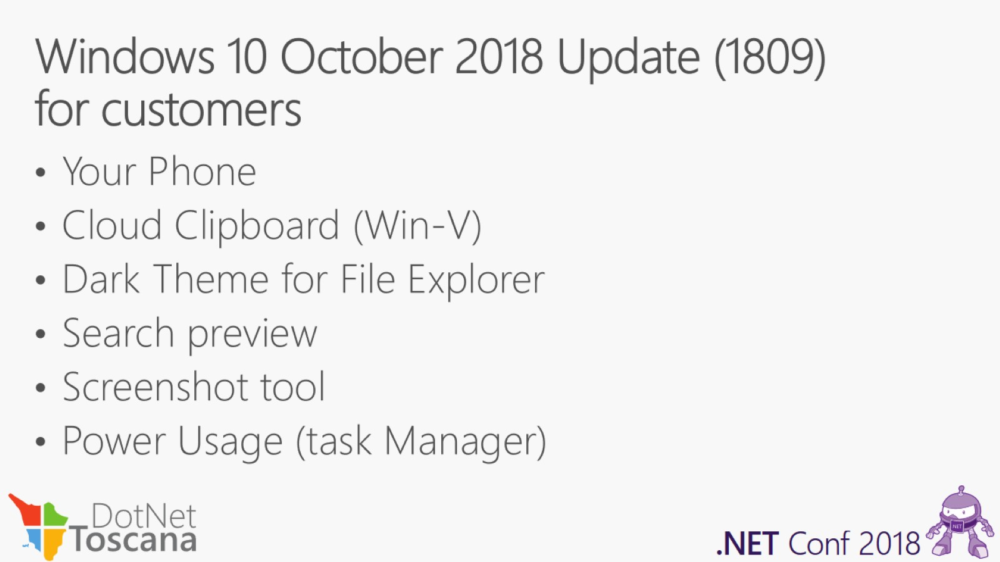 Windows 10 October 2018 Update (1809)
for customers
• Your Phone
• Cloud Clipboard (Win-V)
• Dark Theme for File Explorer
• Search preview
• Screenshot tool
• Power Usage (task Manager)
DotNet
Toscana
.NET Conf 2018
.NET